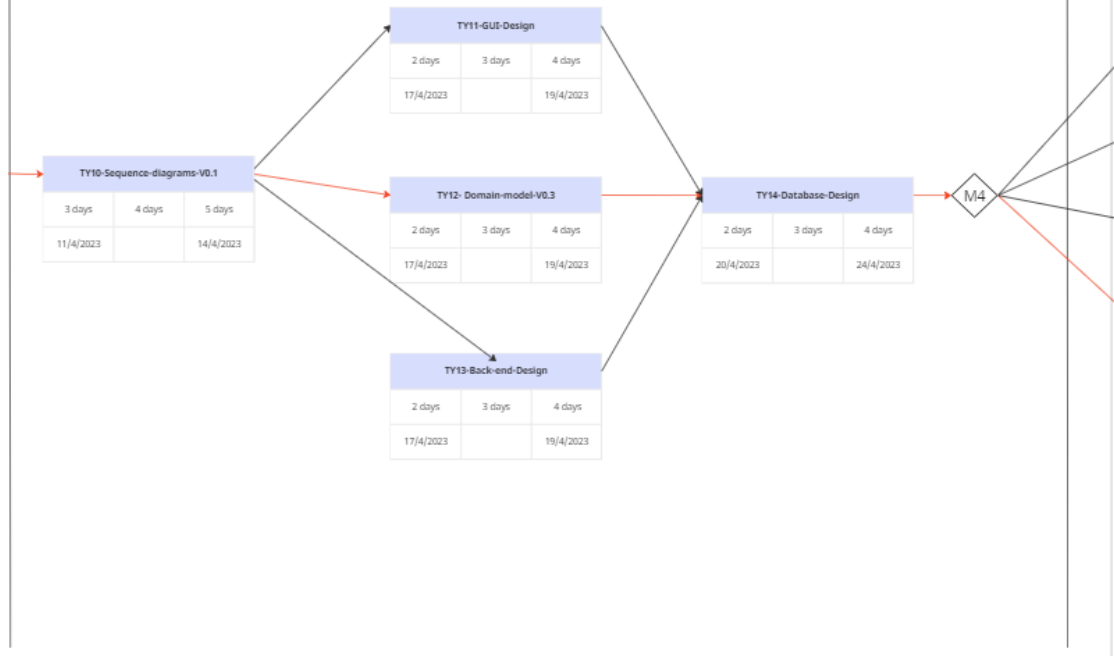 TY11-GUI-Design
2 days 3 days 4 days
17/4/2023 19/4/2023
TY10-Sequence-diagrams-V0.1
3 days 4 days 5 days
11/4/2023 14/4/2023
TY12- Domain-model-V0.3
2 days 3 days 4 days
17/4/2023 19/4/2023
TY14-Database-Design
2 days 3 days 4 days
20/4/2023 24/4/2023
M4
TY13-Back-end-Design
2 days 3 days 4 days
17/4/2023 19/4/2023